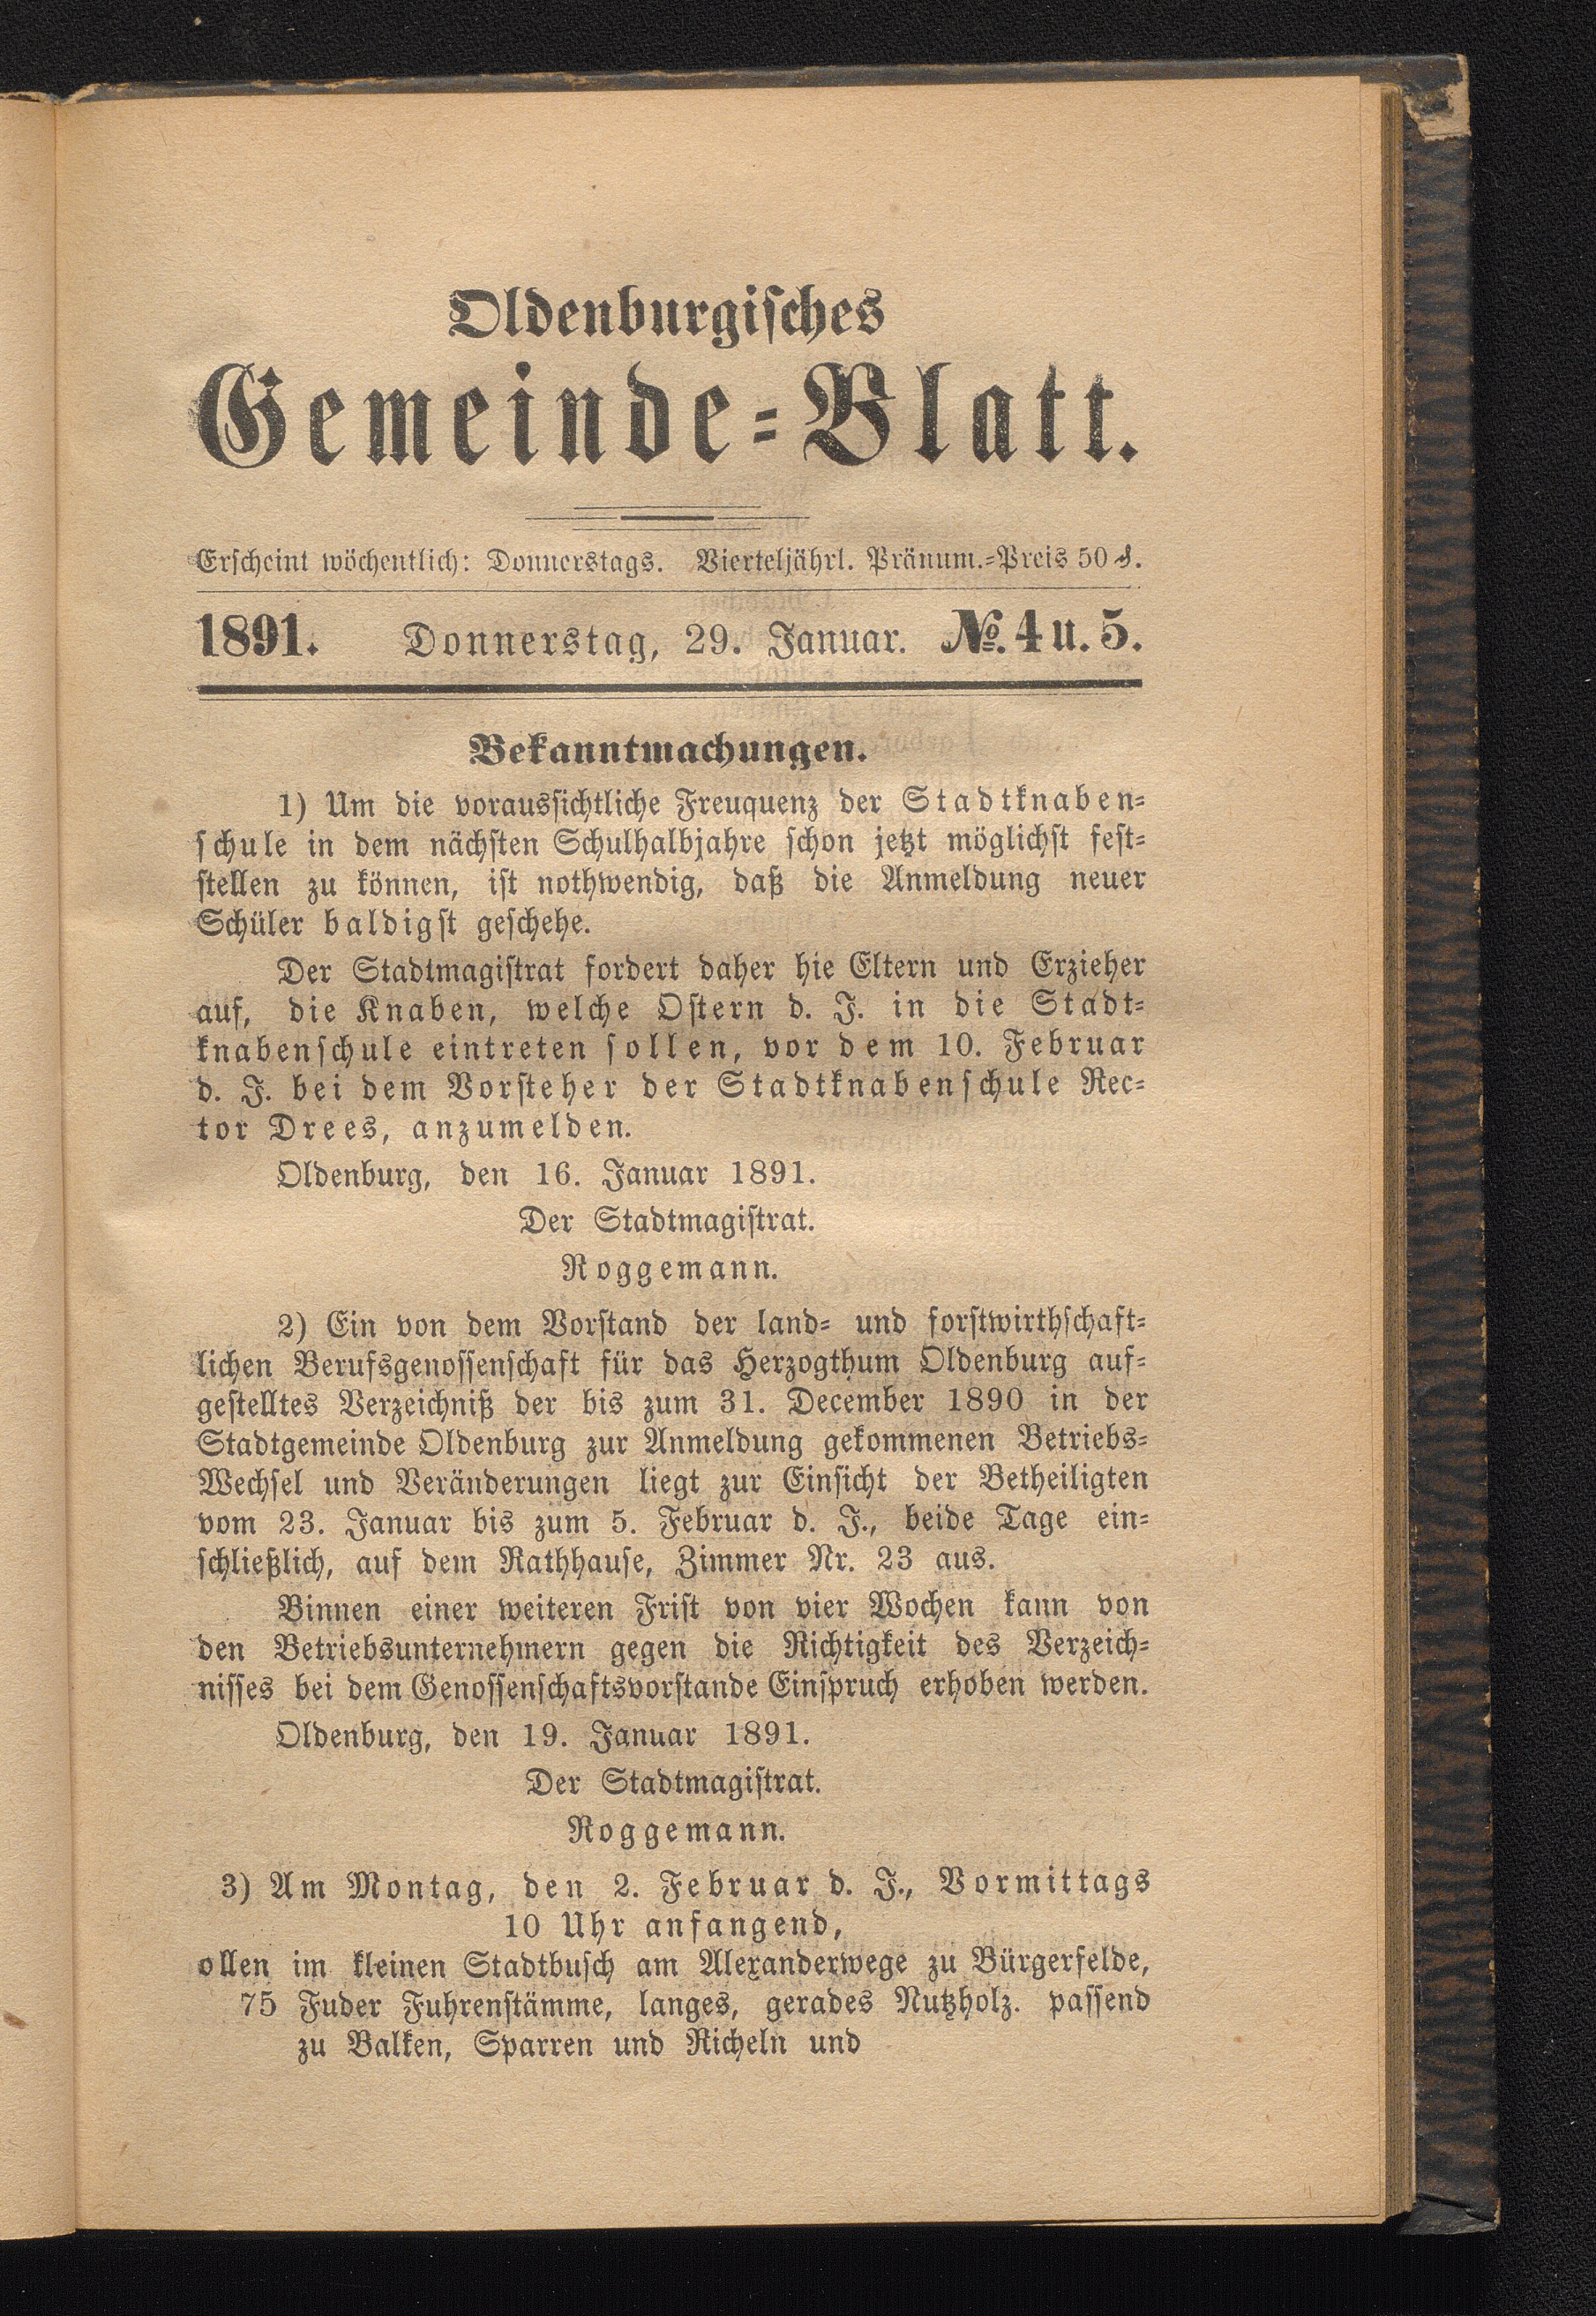 Oldenburgisches
Gemeinde-Blatt.
Erscheint wöchentlich: Donnerstags. Vierteljährl. Pränum.-Preis 50 ₰.
1891. Donnerstag, 29. Januar. №. 4 u. 5.
Bekanntmachungen.
1) Um die voraussichtliche Freuquenz der Stadtknaben-
schule in dem nächsten Schulhalbjahre schon jetzt möglichst fest-
stellen zu können, ist nothwendig, daß die Anmeldung neuer
Schüler baldigst geschehe.
Der Stadtmagistrat fordert daher hie Eltern und Erzieher
auf, die Knaben, welche Ostern d. J. in die Stadt-
knabenschule eintreten sollen, vor dem 10. Februar
d. J. bei dem Vorsteher der Stadtknabenschule Rec-
tor Drees, anzumelden.
Oldenburg, den 16. Januar 1891.
Der Stadtmagistrat.
Roggemann.
2) Ein von dem Vorstand der land- und forstwirthschaft-
lichen Berufsgenossenschaft für das Herzogthum Oldenburg auf-
gestelltes Verzeichniß der bis zum 31. December 1890 in der
Stadtgemeinde Oldenburg zur Anmeldung gekommenen Betriebs-
Wechsel und Veränderungen liegt zur Einsicht der Betheiligten
vom 23. Januar bis zum 5. Februar d. J., beide Tage ein-
schließlich, auf dem Rathhause, Zimmer Nr. 23 aus.
Binnen einer weiteren Frist von vier Wochen kann von
den Betriebsunternehmern gegen die Richtigkeit des Verzeich-
nisses bei dem Genossenschaftsvorstande Einspruch erhoben werden.
Oldenburg, den 19. Januar 1891.
Der Stadtmagistrat.
Roggemann.
3) Am Montag, den 2. Februar d. J., Vormittags
10 Uhr anfangend,
ollen im kleinen Stadtbusch am Alexanderwege zu Bürgerfelde,
75 Fuder Fuhrenstämme, langes, gerades Nutzholz. passend
zu Balken, Sparren und Richeln und